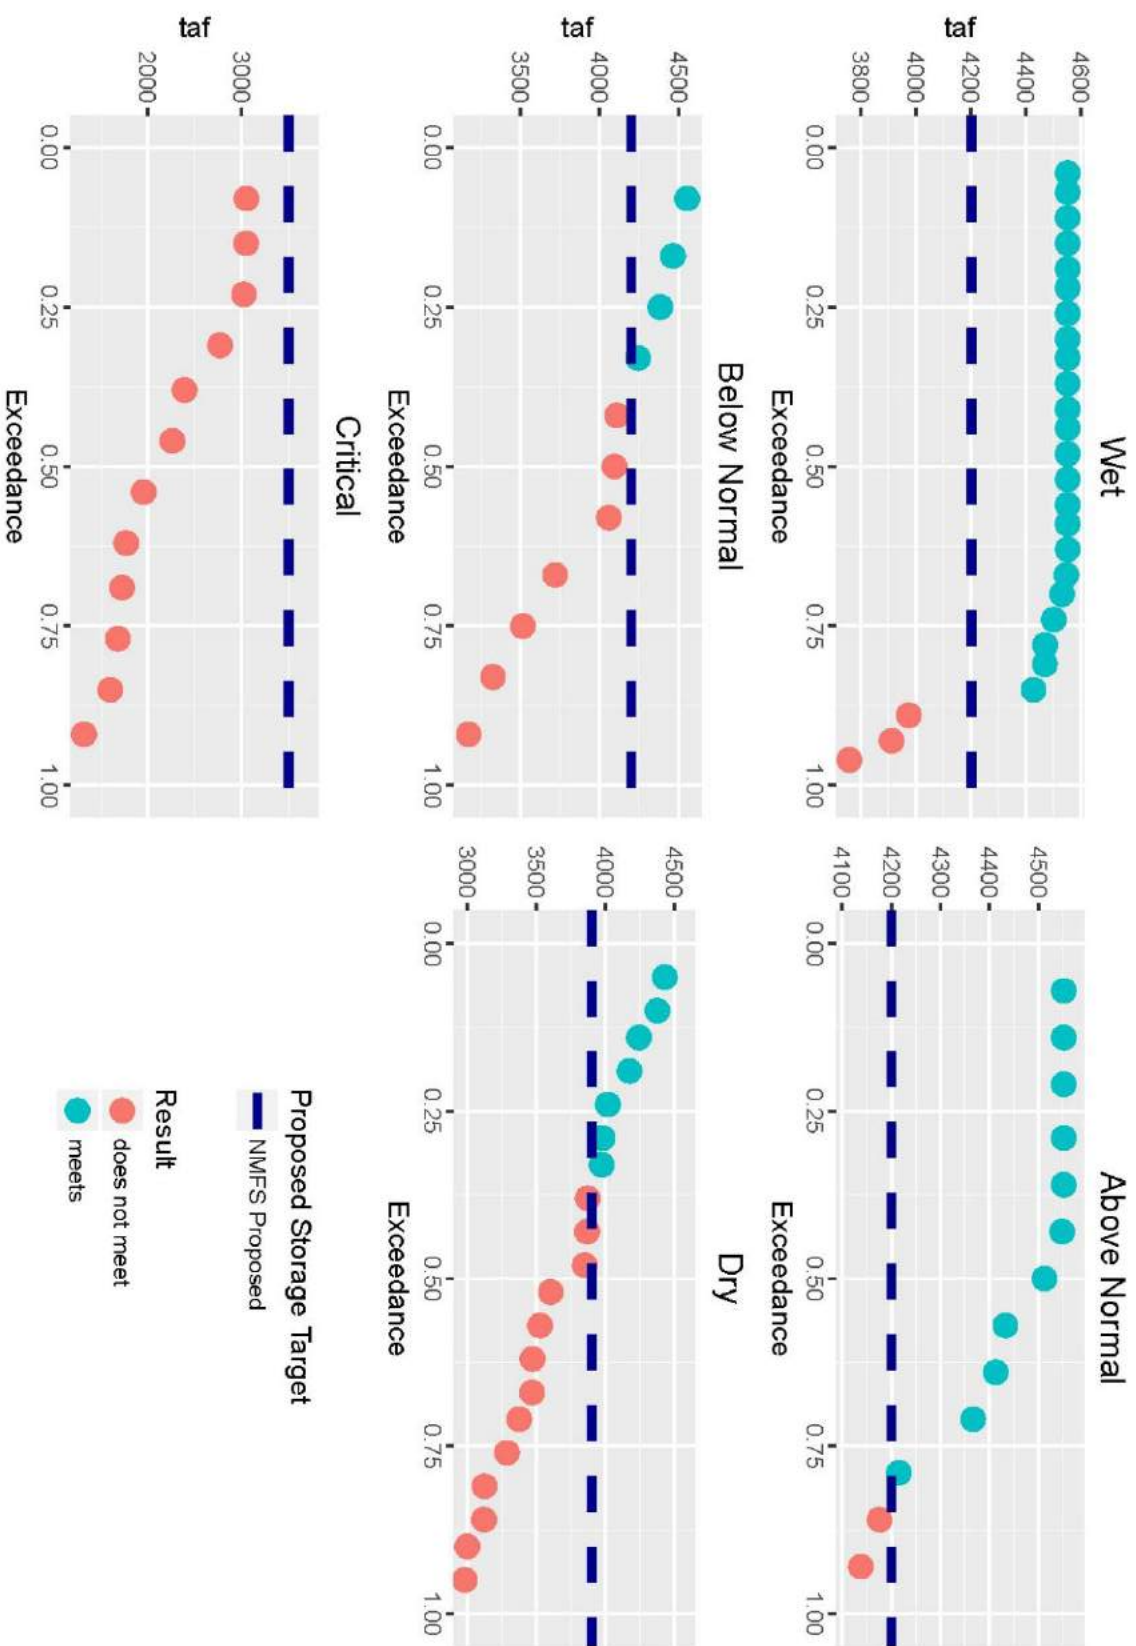 Wet
taf
4600
4400
4200
4000
3800
0.00 0.25 0.50 0.75 1.00
Exceedance
Above Normal
4500
4400
4300
4200
4100
0.00 0.25 0.50 0.75 1.00
Exceedance
Below Normal
taf
4500
4000
3500
0.00 0.25 0.50 0.75 1.00
Exceedance
Dry
4500
4000
3500
3000
0.00 0.25 0.50 0.75 1.00
Exceedance
Critical
taf
3000
2000
0.00 0.25 0.50 0.75 1.00
Exceedance
Proposed Storage Target
NMFS Proposed
Result
does not meet
meets